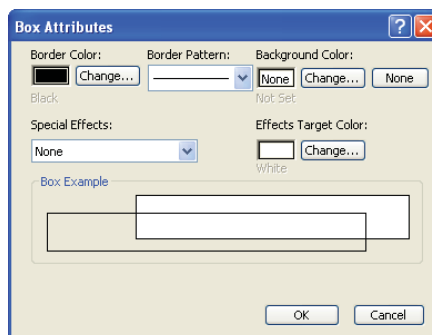 Box Attributes
Border Color: Border Pattern: Background Color:
Change... None Change... None
Black Not Set
Special Effects: Effects Target Color:
None Change...
White
Box Example
OK Cancel